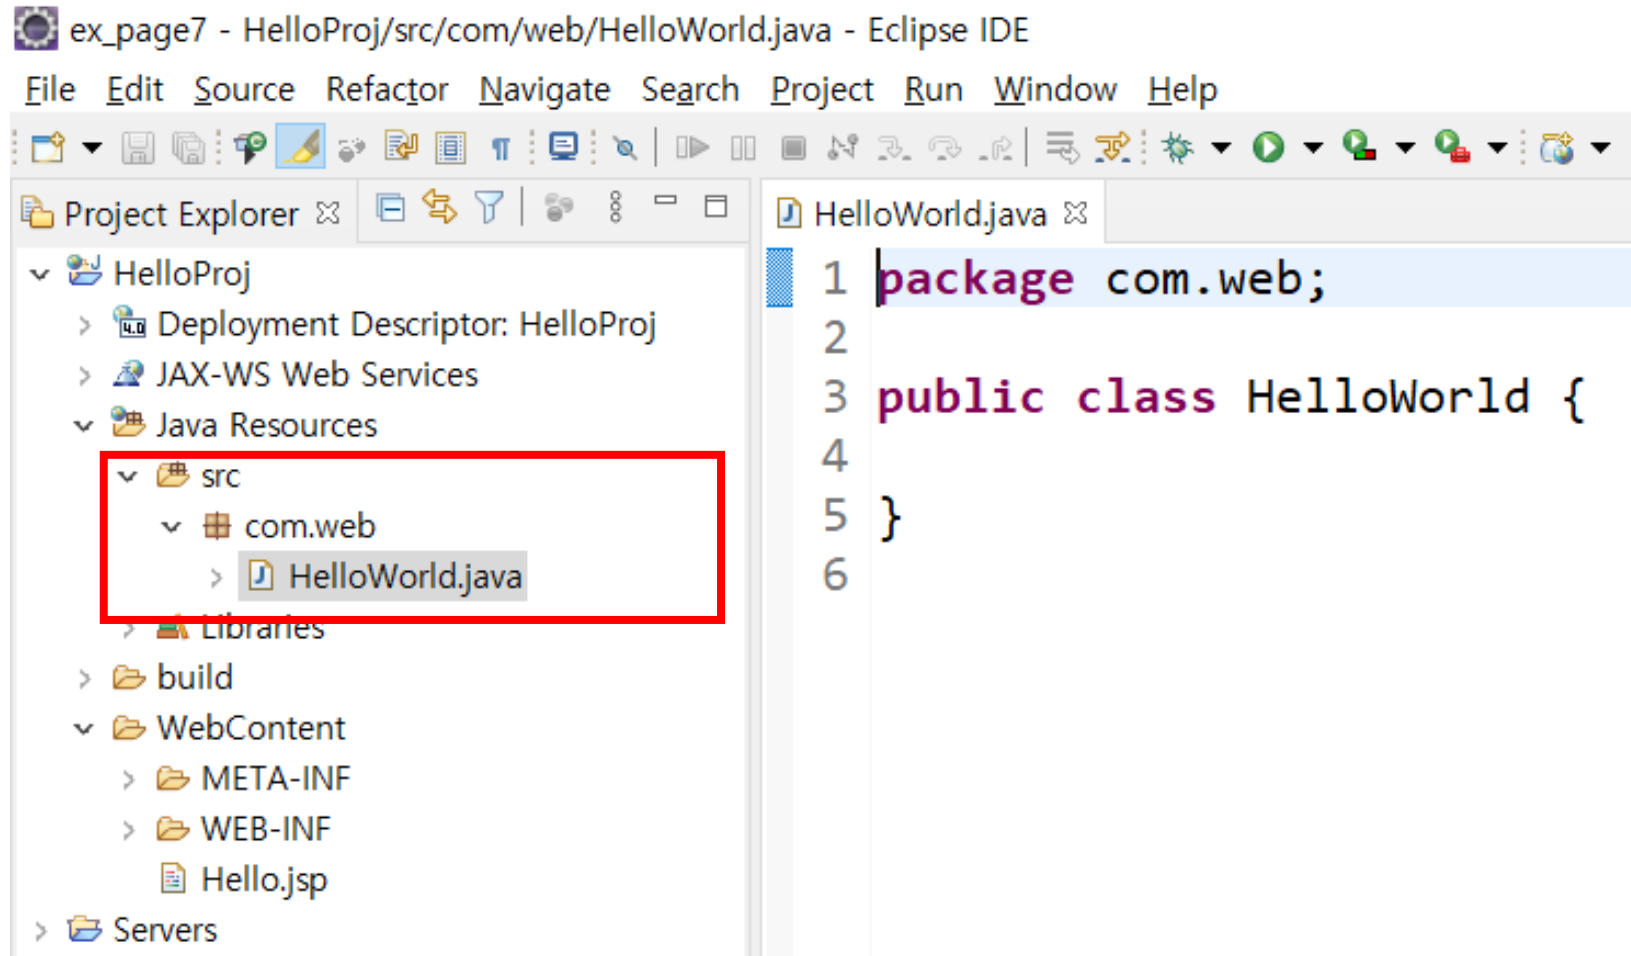 ex_page7 - HelloProj/src/com/web/HelloWorld.java - Eclipse IDE
File Edit Source Refactor Navigate Search Project Run Window Help
Project Explorer
HelloWorld.java
HelloProj
4.0 Deployment Descriptor: HelloProj
JAX-WS Web Services
Java Resources
src
com.web
J HelloWorld.java
Libraries
build
WebContent
META-INF
WEB-INF
Hello.jsp
Servers
1 package com.web;
2
3 public class HelloWorld {
4
5 }
6